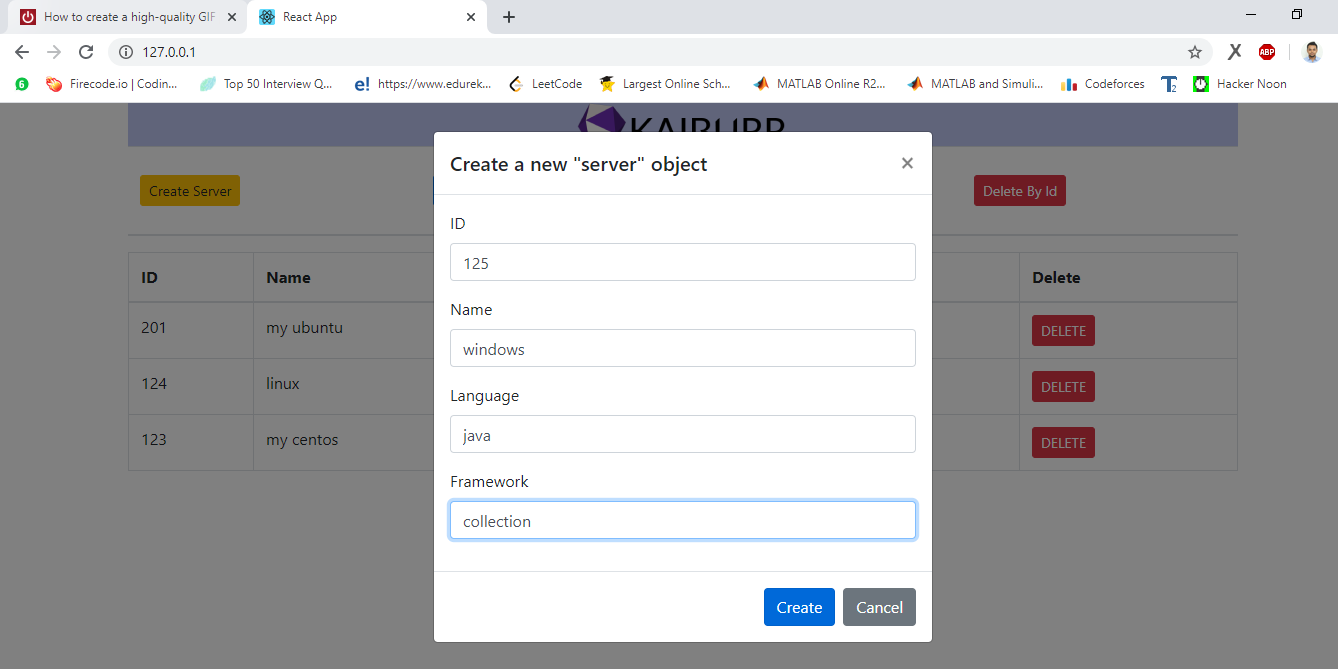 How to create a high-quality GIF
React App
127.0.0.1
ABP
6
Firecode.io | Codin...
Top 50 Interview Q...
e! https://www.edurek...
LeetCode
Largest Online Sch...
MATLAB Online R2...
MATLAB and Simuli...
Codeforces
T2
Hacker Noon
Create a new "server" object
×
Create Server
Delete By Id
ID
125
Name
windows
Language
java
Framework
collection
Create Cancel
ID Name Delete
201 my ubuntu DELETE
124 linux DELETE
123 my centos DELETE